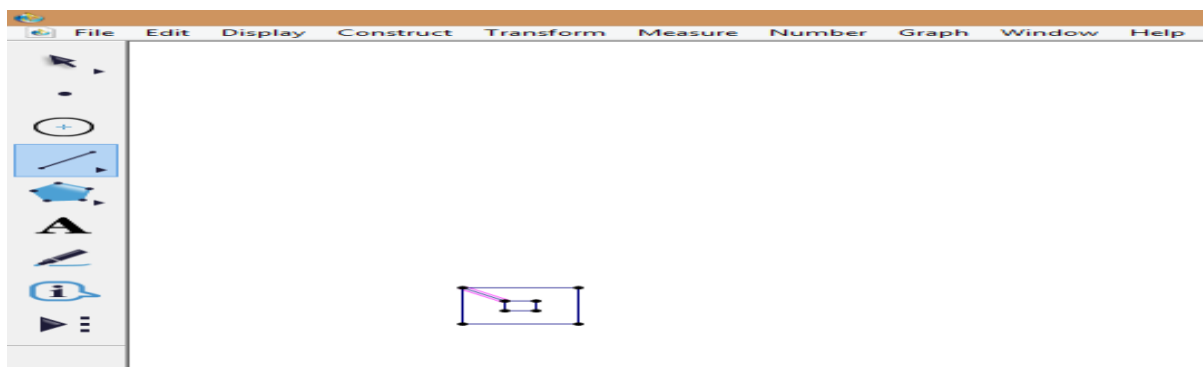 File Edit Display Construct Transform Measure Number Graph Window Help
A
i